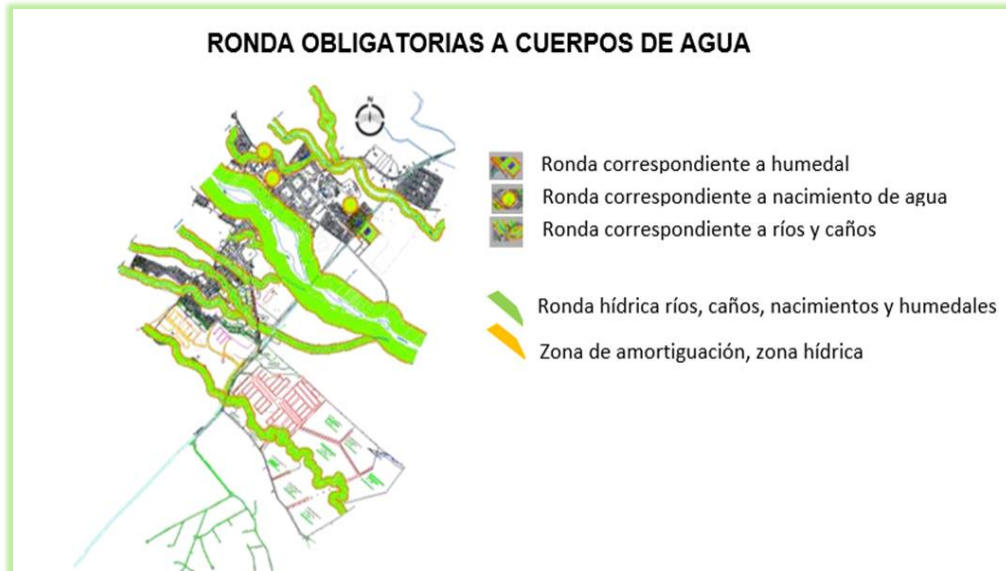 RONDA OBLIGATORIAS A CUERPOS DE AGUA
N
Ronda correspondiente a humedal
Ronda correspondiente a nacimiento de agua
Ronda correspondiente a ríos y caños
Ronda hídrica ríos, caños, nacimientos y humedales
Zona de amortiguación, zona hídrica